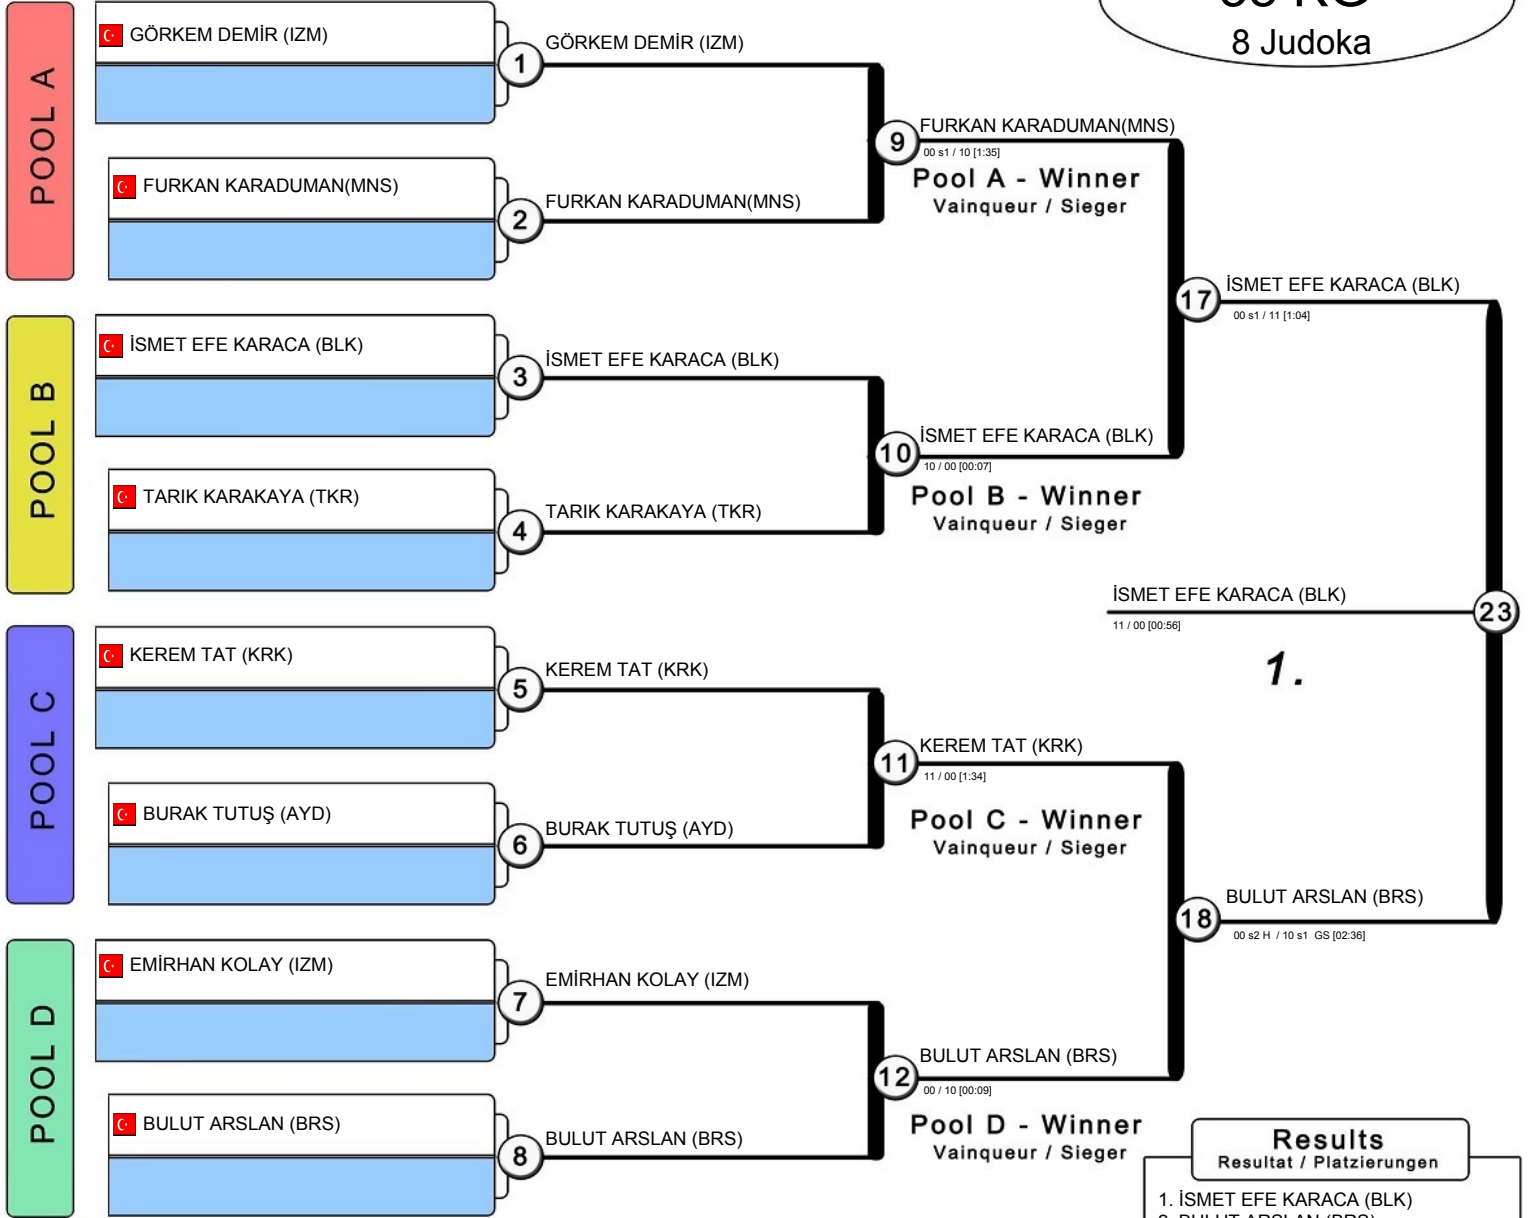 KG
8 Judoka
POOL A
GÖRKEM DEMİR (IZM)
1
GÖRKEM DEMİR (IZM)
FURKAN KARADUMAN(MNS)
2
FURKAN KARADUMAN(MNS)
9
FURKAN KARADUMAN(MNS)
00 s1 / 10 [1:35]
Pool A - Winner
Vainqueur / Sieger
POOL B
İSMET EFE KARACA (BLK)
3
İSMET EFE KARACA (BLK)
TARIK KARAKAYA (TKR)
4
TARIK KARAKAYA (TKR)
10
İSMET EFE KARACA (BLK)
10 / 00 [00:07]
Pool B - Winner
Vainqueur / Sieger
17
İSMET EFE KARACA (BLK)
00 s1 / 11 [1:04]
POOL C
KEREM TAT (KRK)
5
KEREM TAT (KRK)
BURAK TUTUŞ (AYD)
6
BURAK TUTUŞ (AYD)
11
KEREM TAT (KRK)
11 / 00 [1:34]
Pool C - Winner
Vainqueur / Sieger
POOL D
EMİRHAN KOLAY (IZM)
7
EMİRHAN KOLAY (IZM)
BULUT ARSLAN (BRS)
8
BULUT ARSLAN (BRS)
12
BULUT ARSLAN (BRS)
00 / 10 [00:09]
Pool D - Winner
Vainqueur / Sieger
18
BULUT ARSLAN (BRS)
00 s2 H / 10 s1 GS [02:36]
İSMET EFE KARACA (BLK)
23
11 / 00 [00:56]
1.
Results
Resultat / Platzierungen
1. İSMET EFE KARACA (BLK)
2. BULUT ARSLAN (BRS)